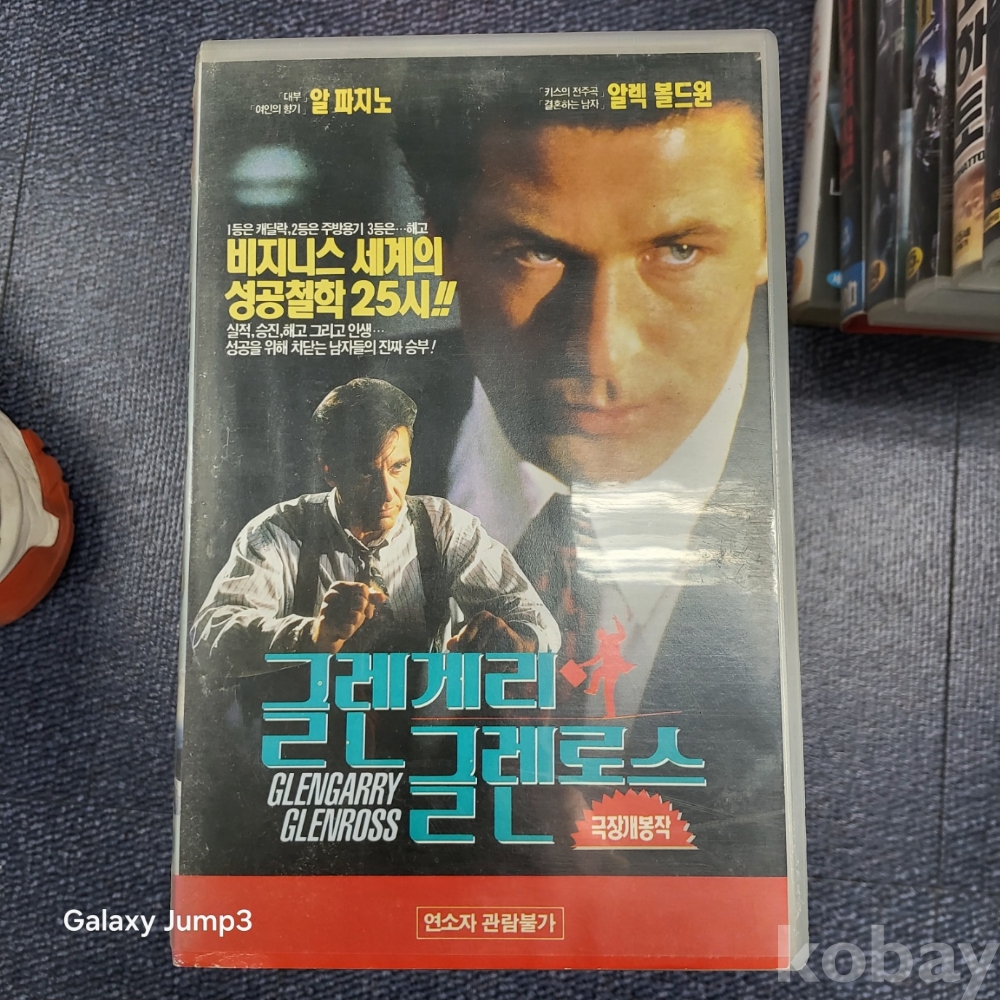 「대부」
「여인의 향기」 알 파치노
「키스의 전주곡」
「결혼하는 남자」 알렉 볼드윈
1등은 캐딜락, 2등은 주방용기 3등은…해고
비지니스 세계의
성공철학 25시!!
실적, 승진, 해고 그리고 인생…
성공을 위해 치닫는 남자들의 진짜 승부!
글렌게리
글렌로스
GLENGARRY
GLENROSS
극장개봉작
연소자 관람불가
Galaxy Jump3
kobay
하토